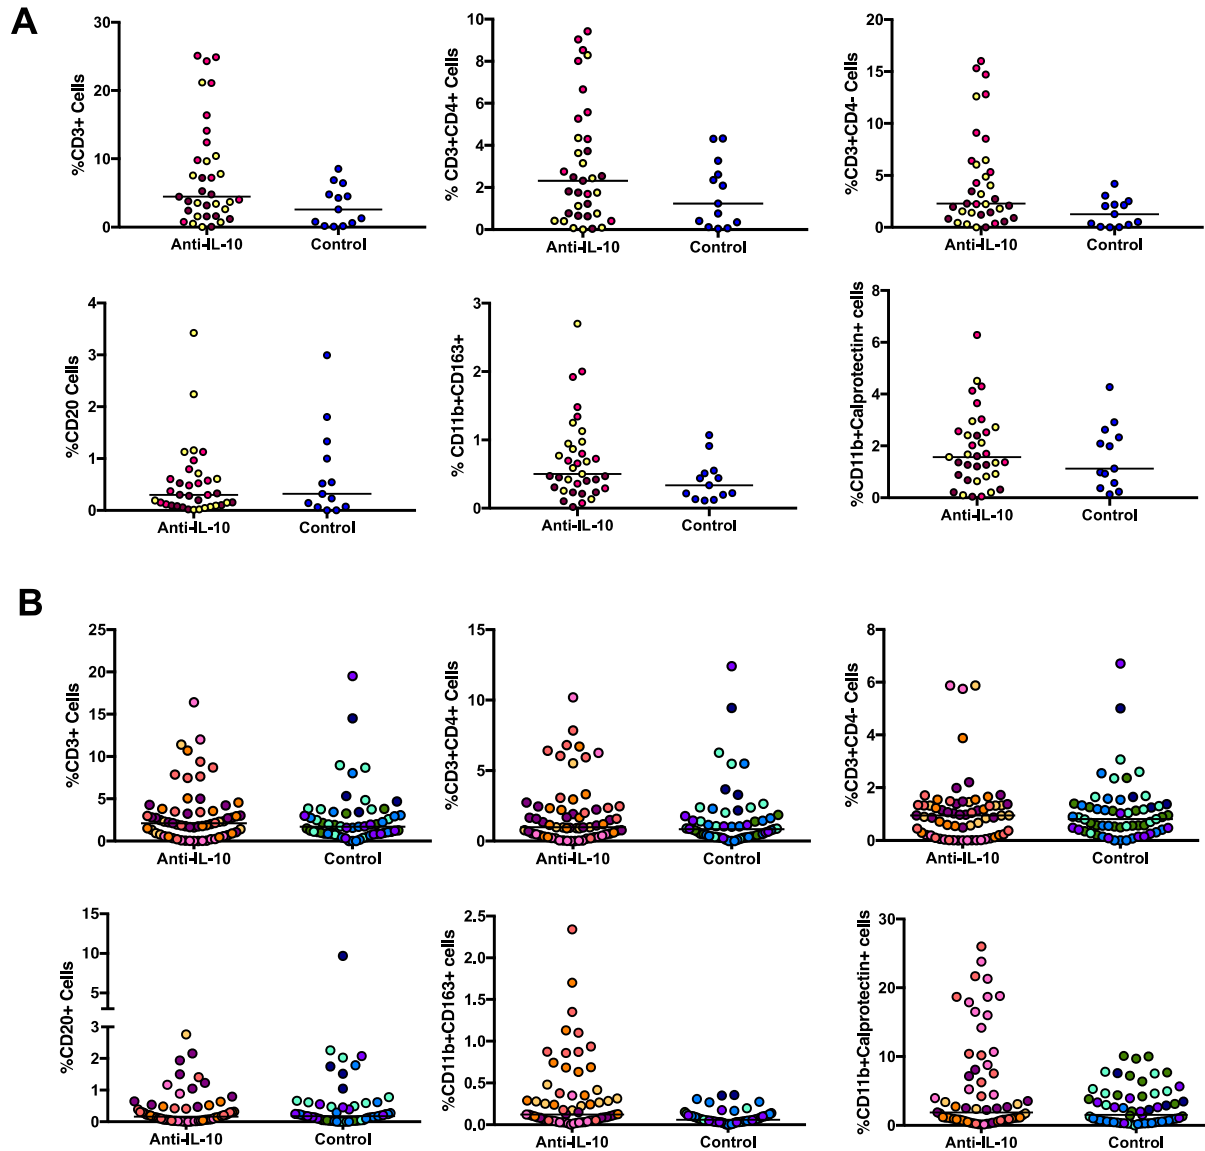 A
%CD3+ Cells
30
20
10
0
Anti-IL-10
Control
% CD3+CD4+ Cells
10
8
6
4
2
0
Anti-IL-10
Control
%CD3+CD4- Cells
20
15
10
5
0
Anti-IL-10
Control
%CD20 Cells
4
3
2
1
0
Anti-IL-10
Control
% CD11b+CD163+
3
2
1
0
Anti-IL-10
Control
%CD11b+Calprotectin+ cells
8
6
4
2
0
Anti-IL-10
Control
B
%CD3+ Cells
25
20
15
10
5
0
Anti-IL-10
Control
%CD3+CD4+ Cells
15
10
5
0
Anti-IL-10
Control
%CD3+CD4- Cells
8
6
4
2
0
Anti-IL-10
Control
%CD20+ Cells
15
10
5
3
2
1
0
Anti-IL-10
Control
%CD11b+CD163+ cells
2.5
2.0
1.5
1.0
0.5
0.0
Anti-IL-10
Control
%CD11b+Calprotectin+ cells
30
20
10
0
Anti-IL-10
Control